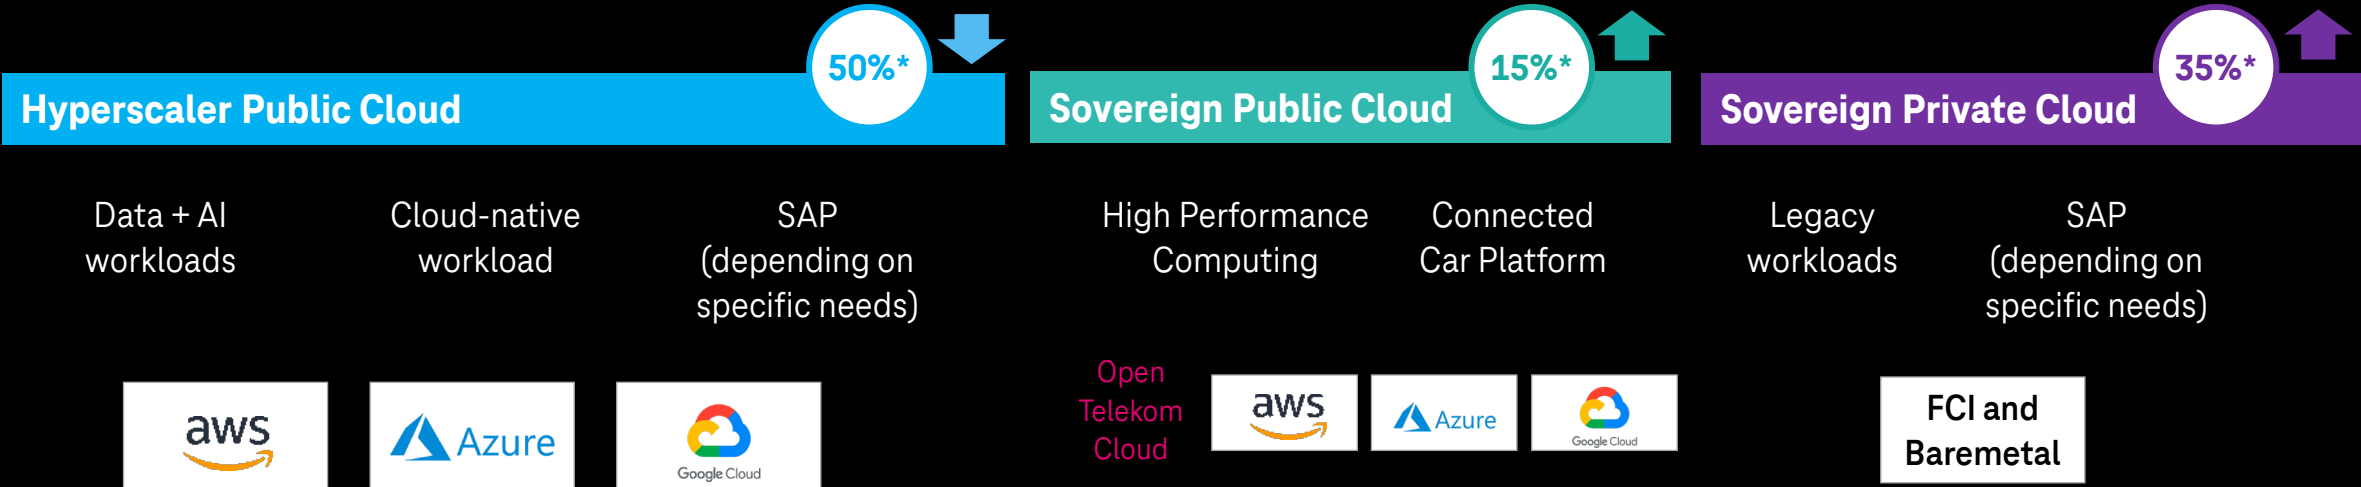 50%*
Hyperscaler Public Cloud
Data + AI
workloads
Cloud-native
workload
SAP
(depending on
specific needs)
aws
Azure
Google Cloud
15%*
Sovereign Public Cloud
High Performance
Computing
Connected
Car Platform
Open
Telekom
Cloud
aws
Azure
Google Cloud
35%*
Sovereign Private Cloud
Legacy
workloads
SAP
(depending on
specific needs)
FCI and
Baremetal